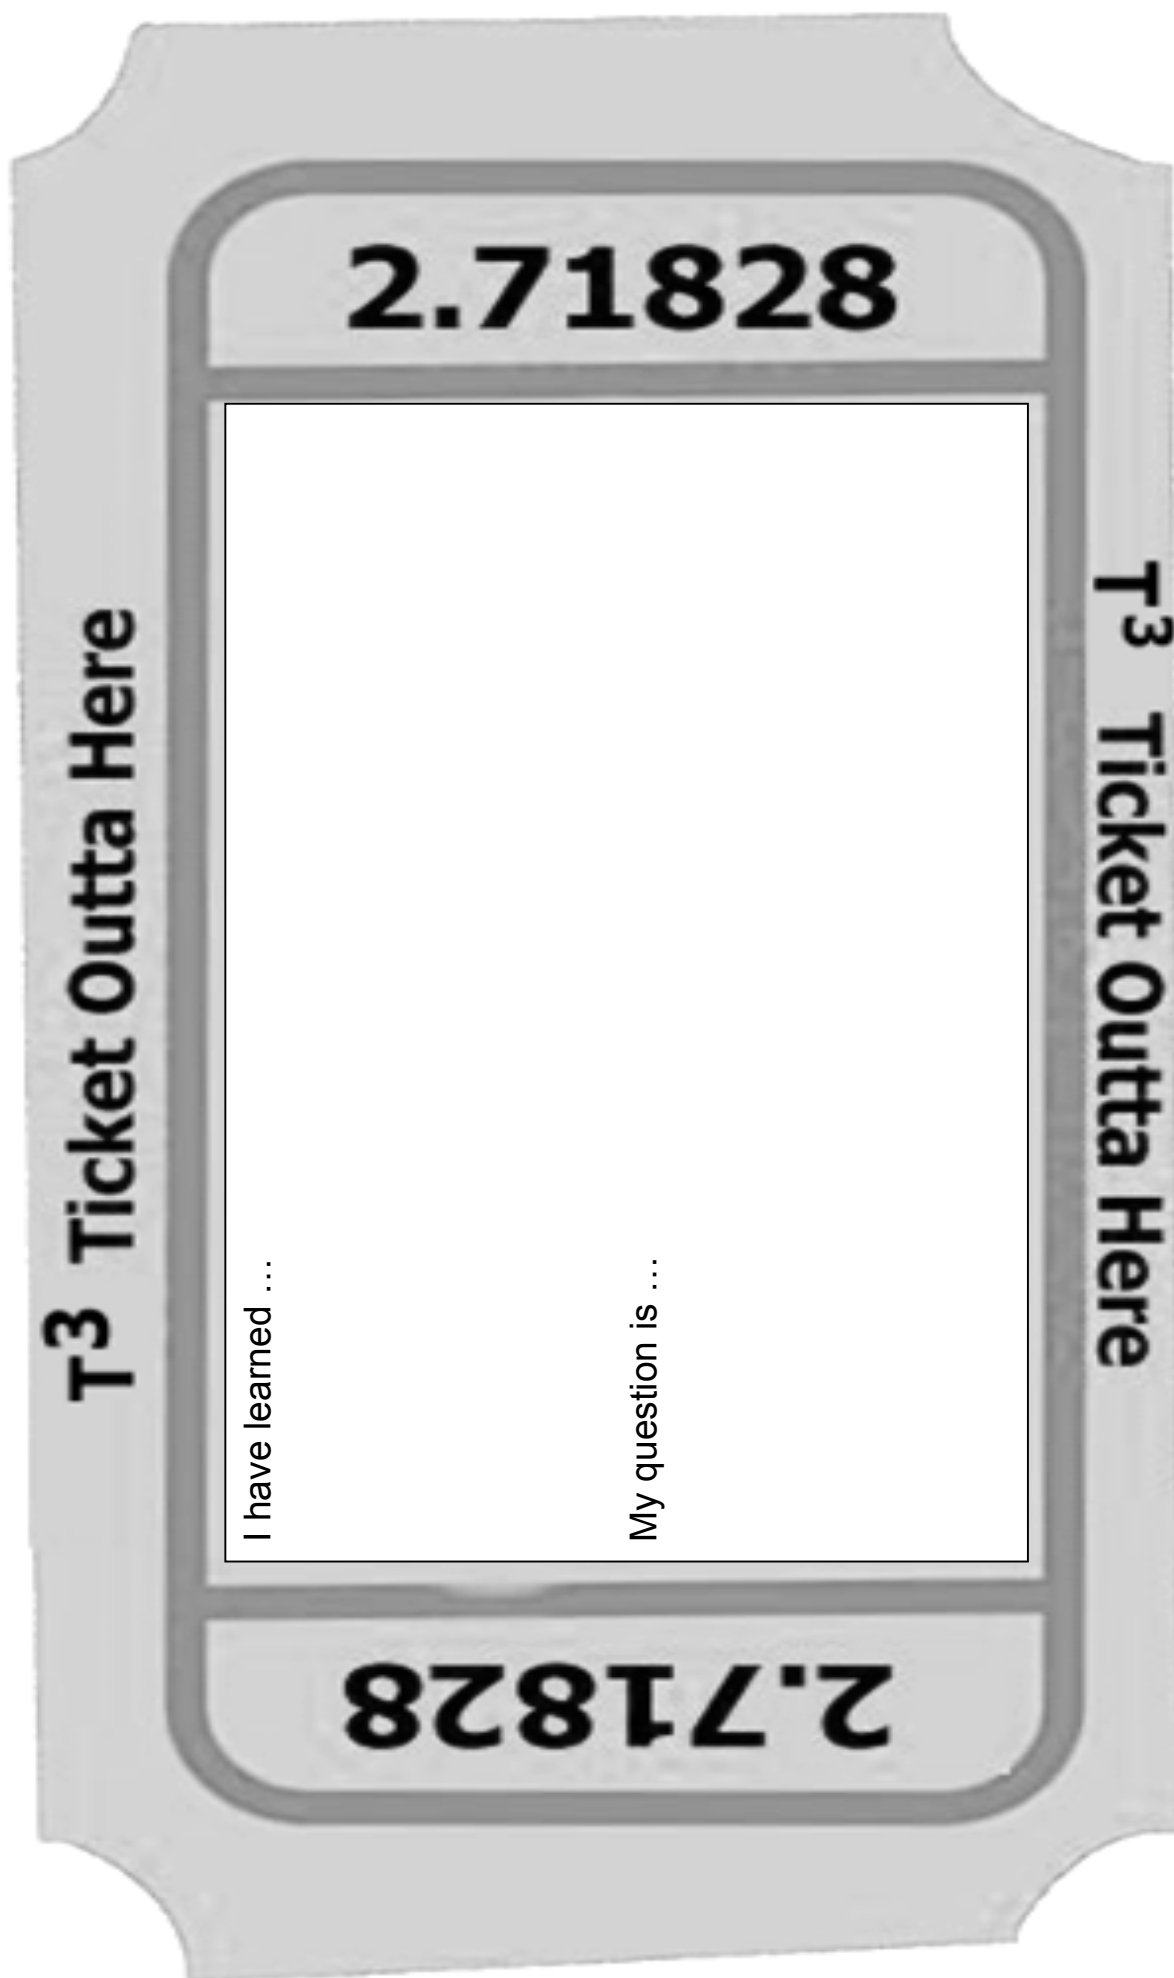 2.71828
T³ Ticket Outta Here
I have learned …
My question is …
T³ Ticket Outta Here
2.71828